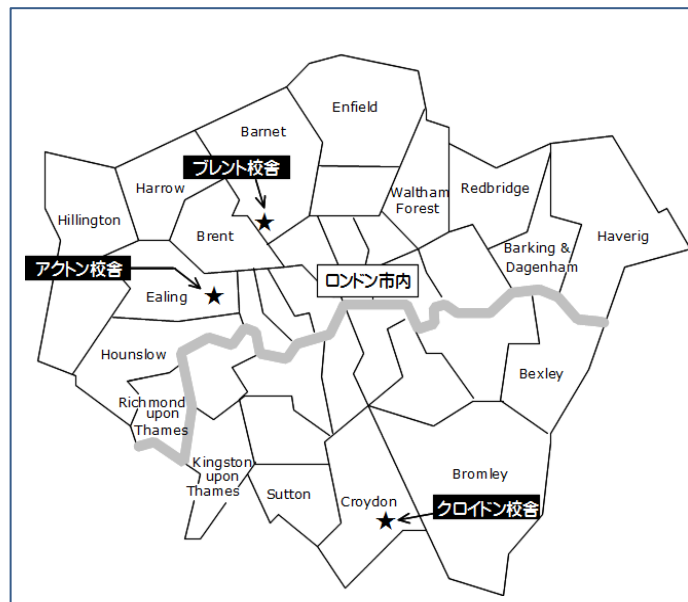 Enfield
Barnet
ブレント校舎
Harrow
Waltham
Forest
Redbridge
Hillington
Brent
Barking &
Dagenham
Haverig
アクトン校舎
ロンドン市内
Ealing
Hounslow
Bexley
Richmond
upon
Thames
Kingston
upon
Thames
Sutton
Croydon
Bromley
クロイドン校舎